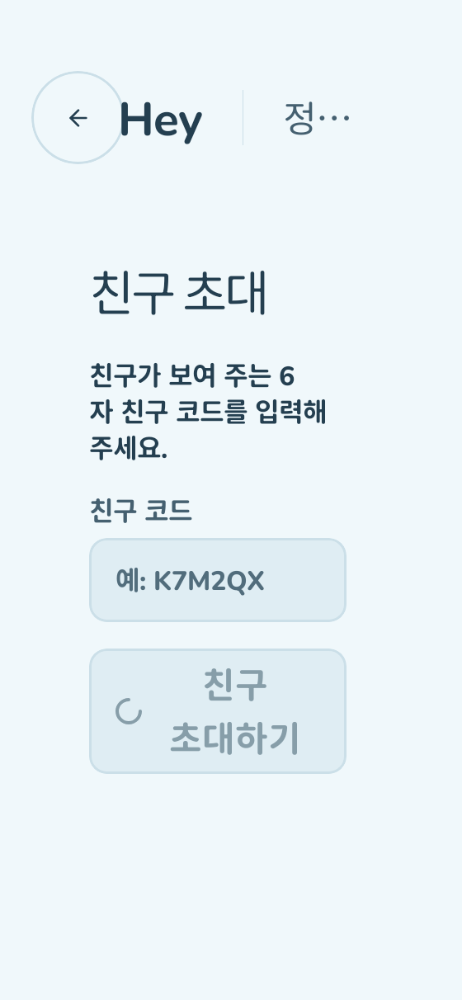 Hey
정…
친구 초대
친구가 보여 주는 6
자 친구 코드를 입력해
주세요.
친구 코드
예: K7M2QX
친구
초대하기